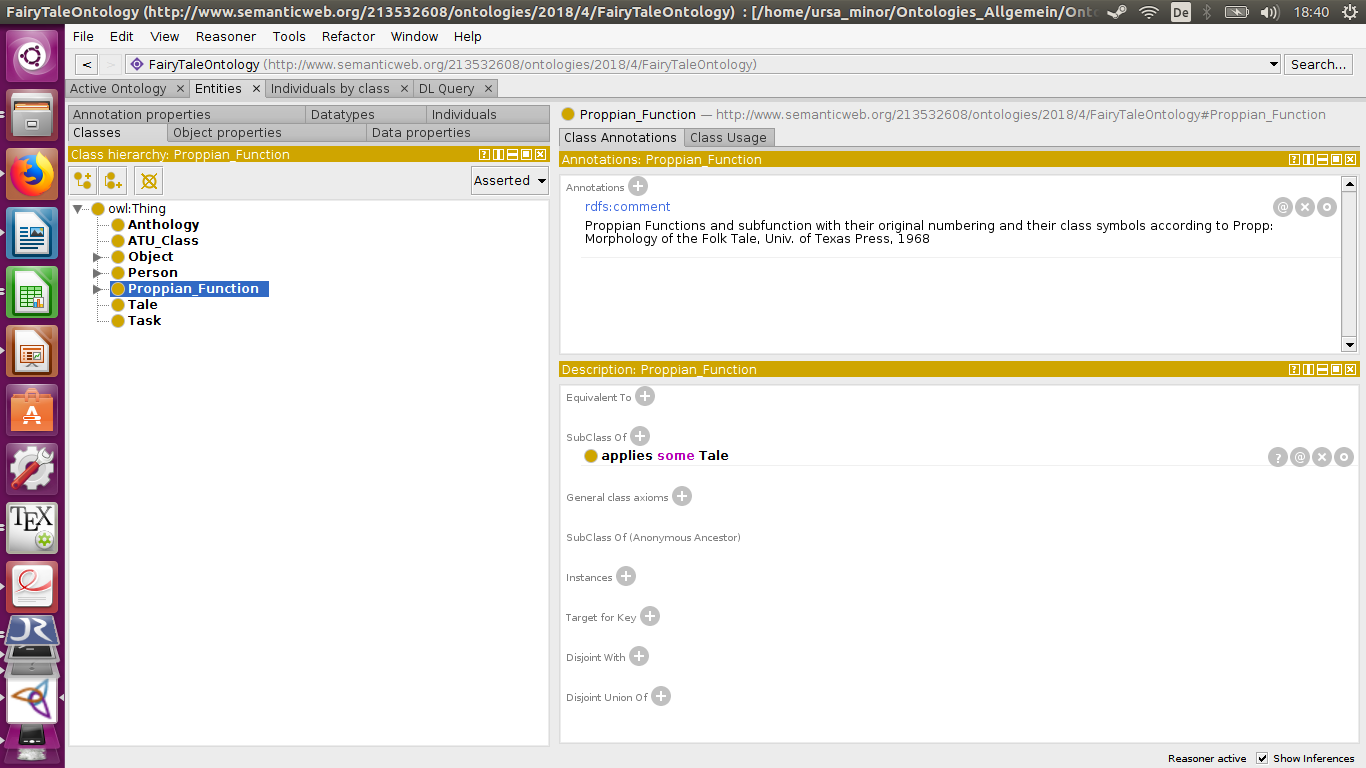 FairyTaleOntology (http://www.semanticweb.org/213532608/ontologies/2018/4/FairyTaleOntology) : [/home/ursa_minor/Ontologies_Allgemein/Onto
De
18:40
File Edit View Reasoner Tools Refactor Window Help
< > FairyTaleOntology (http://www.semanticweb.org/213532608/ontologies/2018/4/FairyTaleOntology) Search...
Active Ontology × Entities × Individuals by class × DL Query ×
Annotation properties Datatypes Individuals
Classes Object properties Data properties
Class hierarchy: Proppian_Function
Asserted
owl:Thing
Anthology
ATU_Class
Object
Person
Proppian_Function
Tale
Task
Proppian_Function — http://www.semanticweb.org/213532608/ontologies/2018/4/FairyTaleOntology#Proppian_Function
Class Annotations Class Usage
Annotations: Proppian_Function
Annotations
rdfs:comment
Proppian Functions and subfunction with their original numbering and their class symbols according to Propp:
Morphology of the Folk Tale, Univ. of Texas Press, 1968
Description: Proppian_Function
Equivalent To
SubClass Of
applies some Tale
General class axioms
SubClass Of (Anonymous Ancestor)
Instances
Target for Key
Disjoint With
Disjoint Union Of
Reasoner active Show Inferences
TEX
JR